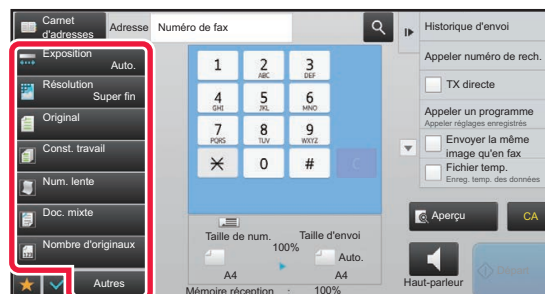 Carnet
d'adresses
Adresse
Numéro de fax
Exposition
Auto.
Résolution
Super fin
Original
Const. travail
Num. lente
Doc. mixte
Nombre d'originaux
Autres
1
2
ABC
3
DEF
4
GHI
5
JKL
6
MNO
7
PQRS
8
TUV
9
WXYZ
0
#
C
Taille de num.
100%
Taille d'envoi
Auto.
A4
A4
Mémoire réception : 100%
Historique d'envoi
Appeler numéro de rech.
TX directe
Appeler un programme
Appeler réglages enregistrés
Envoyer la même
image qu'en fax
Fichier temp.
Enreg. temp. des données
Aperçu
CA
Haut-parleur
Départ